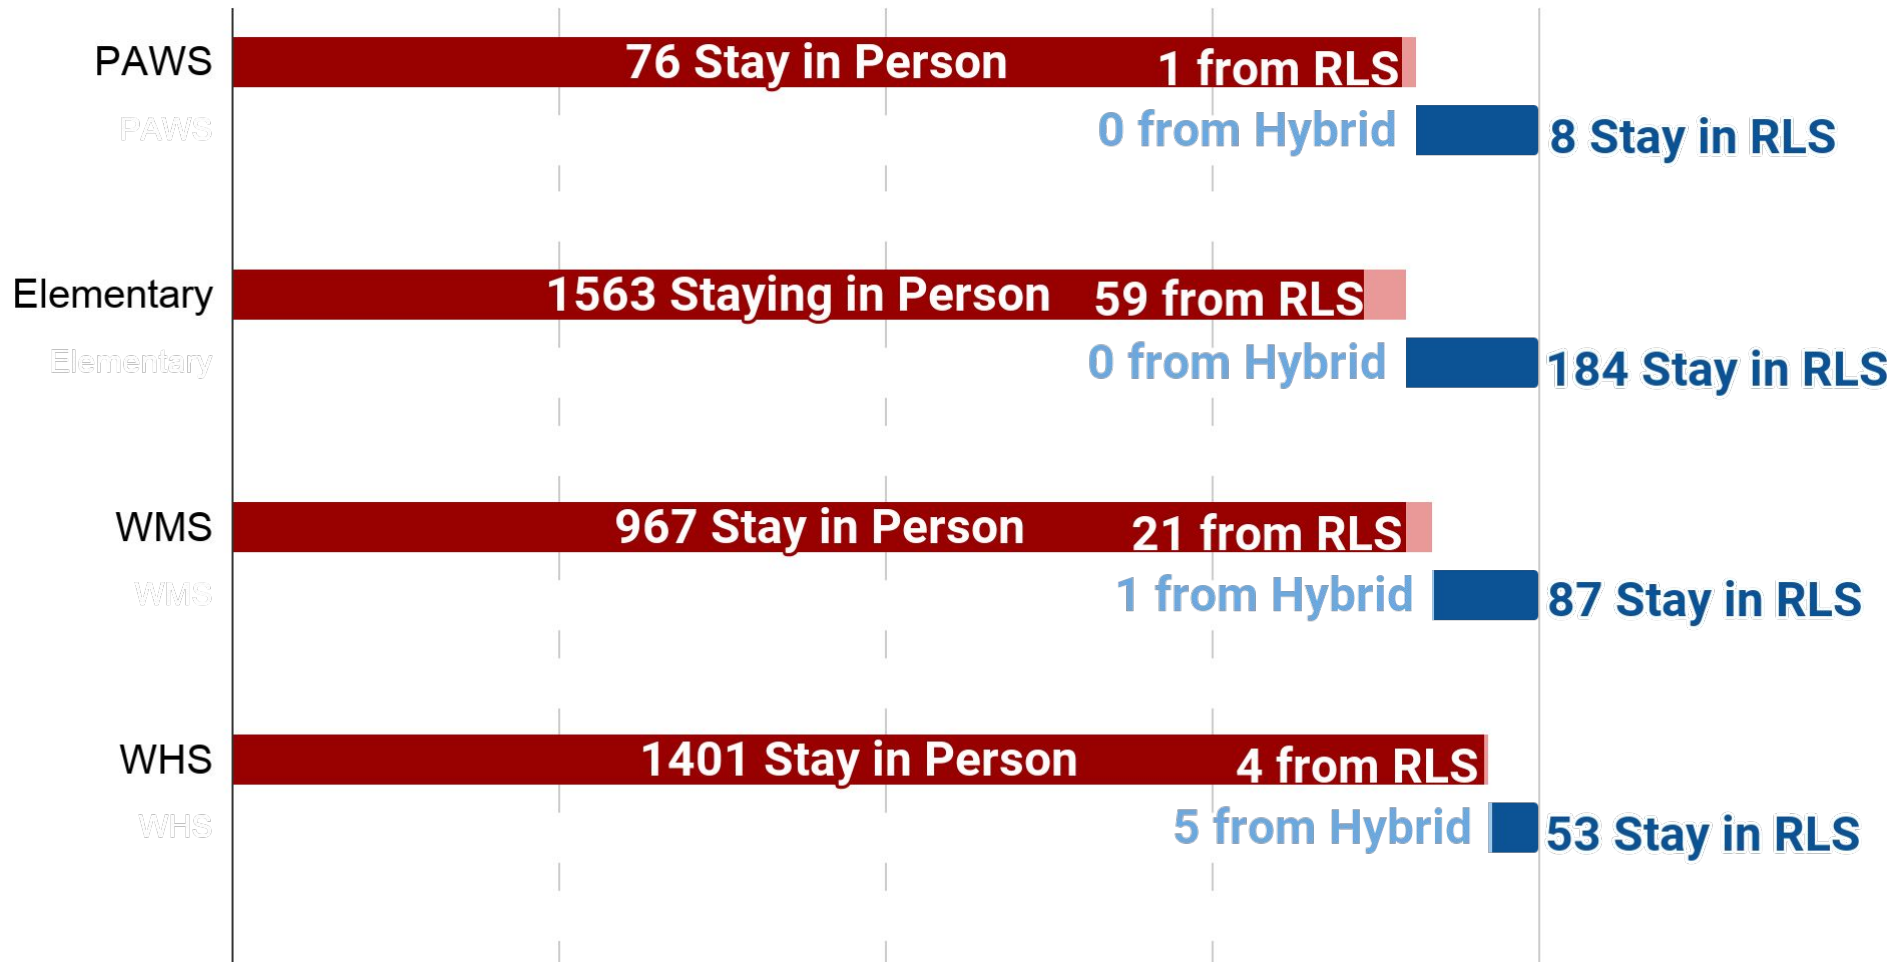 PAWS 76 Stay in Person 1 from RLS
PAWS 0 from Hybrid 8 Stay in RLS
Elementary 1563 Staying in Person 59 from RLS
Elementary 0 from Hybrid 184 Stay in RLS
WMS 967 Stay in Person 21 from RLS
WMS 1 from Hybrid 87 Stay in RLS
WHS 1401 Stay in Person 4 from RLS
WHS 5 from Hybrid 53 Stay in RLS